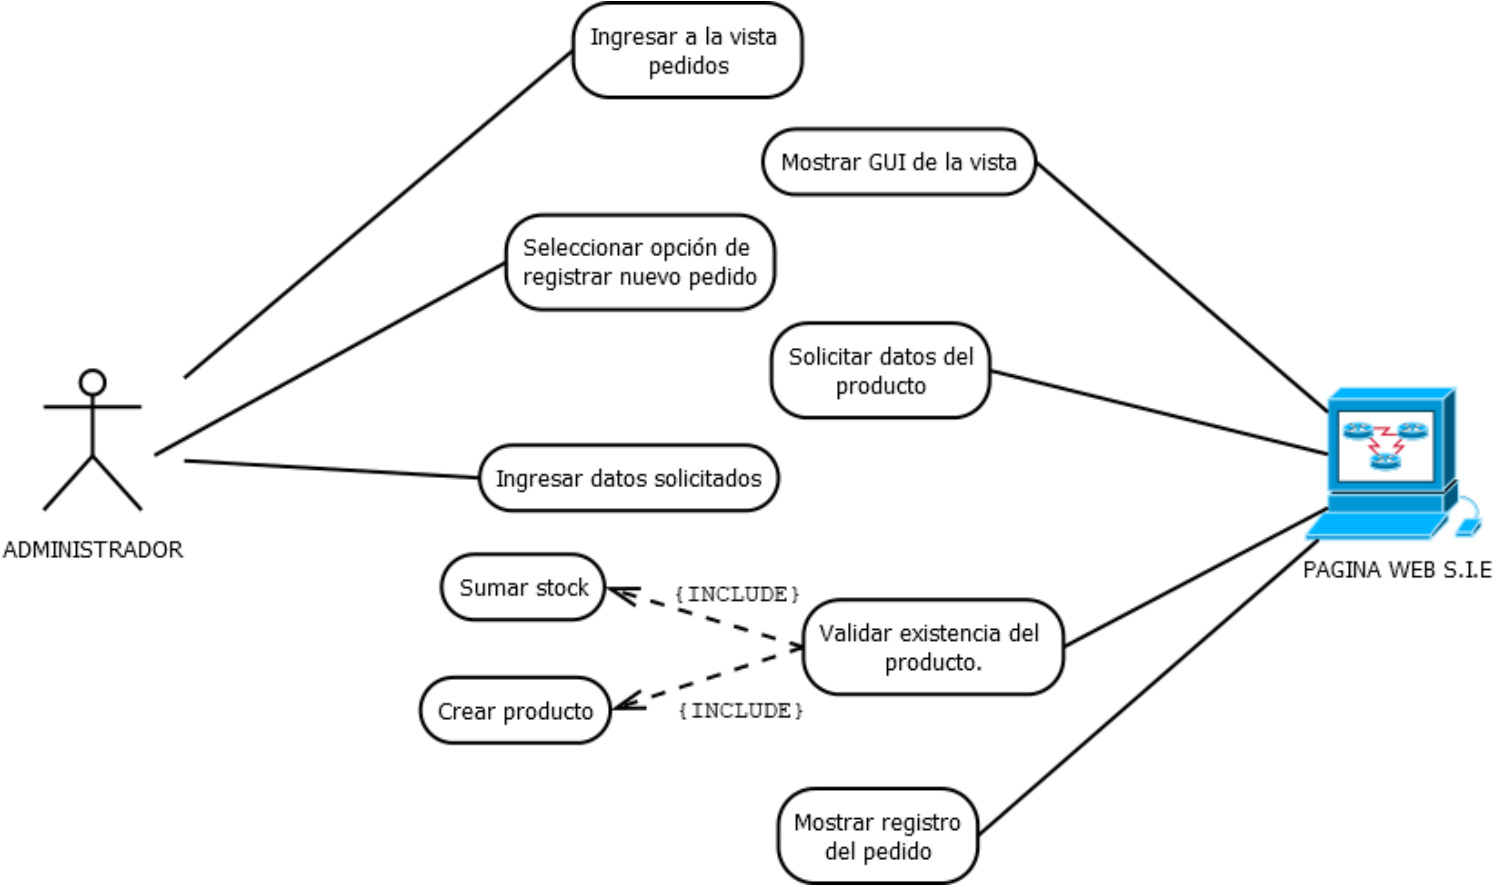 Ingresar a la vista
pedidos
Mostrar GUI de la vista
Seleccionar opción de
registrar nuevo pedido
Solicitar datos del
producto
Ingresar datos solicitados
ADMINISTRADOR
PAGINA WEB S.I.E
Sumar stock
{INCLUDE}
Validar existencia del
producto.
Crear producto
{INCLUDE}
Mostrar registro
del pedido